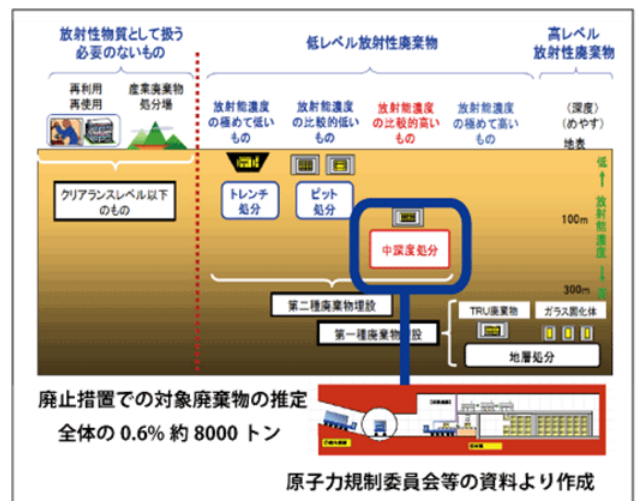 放射性物質として扱う
必要のないもの
低レベル放射性廃棄物
高レベル
放射性廃棄物
再利用
再使用
産業廃棄物
処分場
放射能濃度
の極めて低い
もの
放射能濃度
の比較的低い
もの
放射能濃度
の比較的高い
もの
放射能濃度
の極めて高い
もの
(深度)
(めやす)
地表
クリアランスレベル以下
のもの
トレンチ
処分
ピット
処分
中深度処分
低
放射能濃度
高
100m
300m
第二種廃棄物埋設
第一種廃棄物埋設
TRU廃棄物
ガラス固化体
地層処分
廃止措置での対象廃棄物の推定
全体の 0.6% 約 8000 トン
原子力規制委員会等の資料より作成